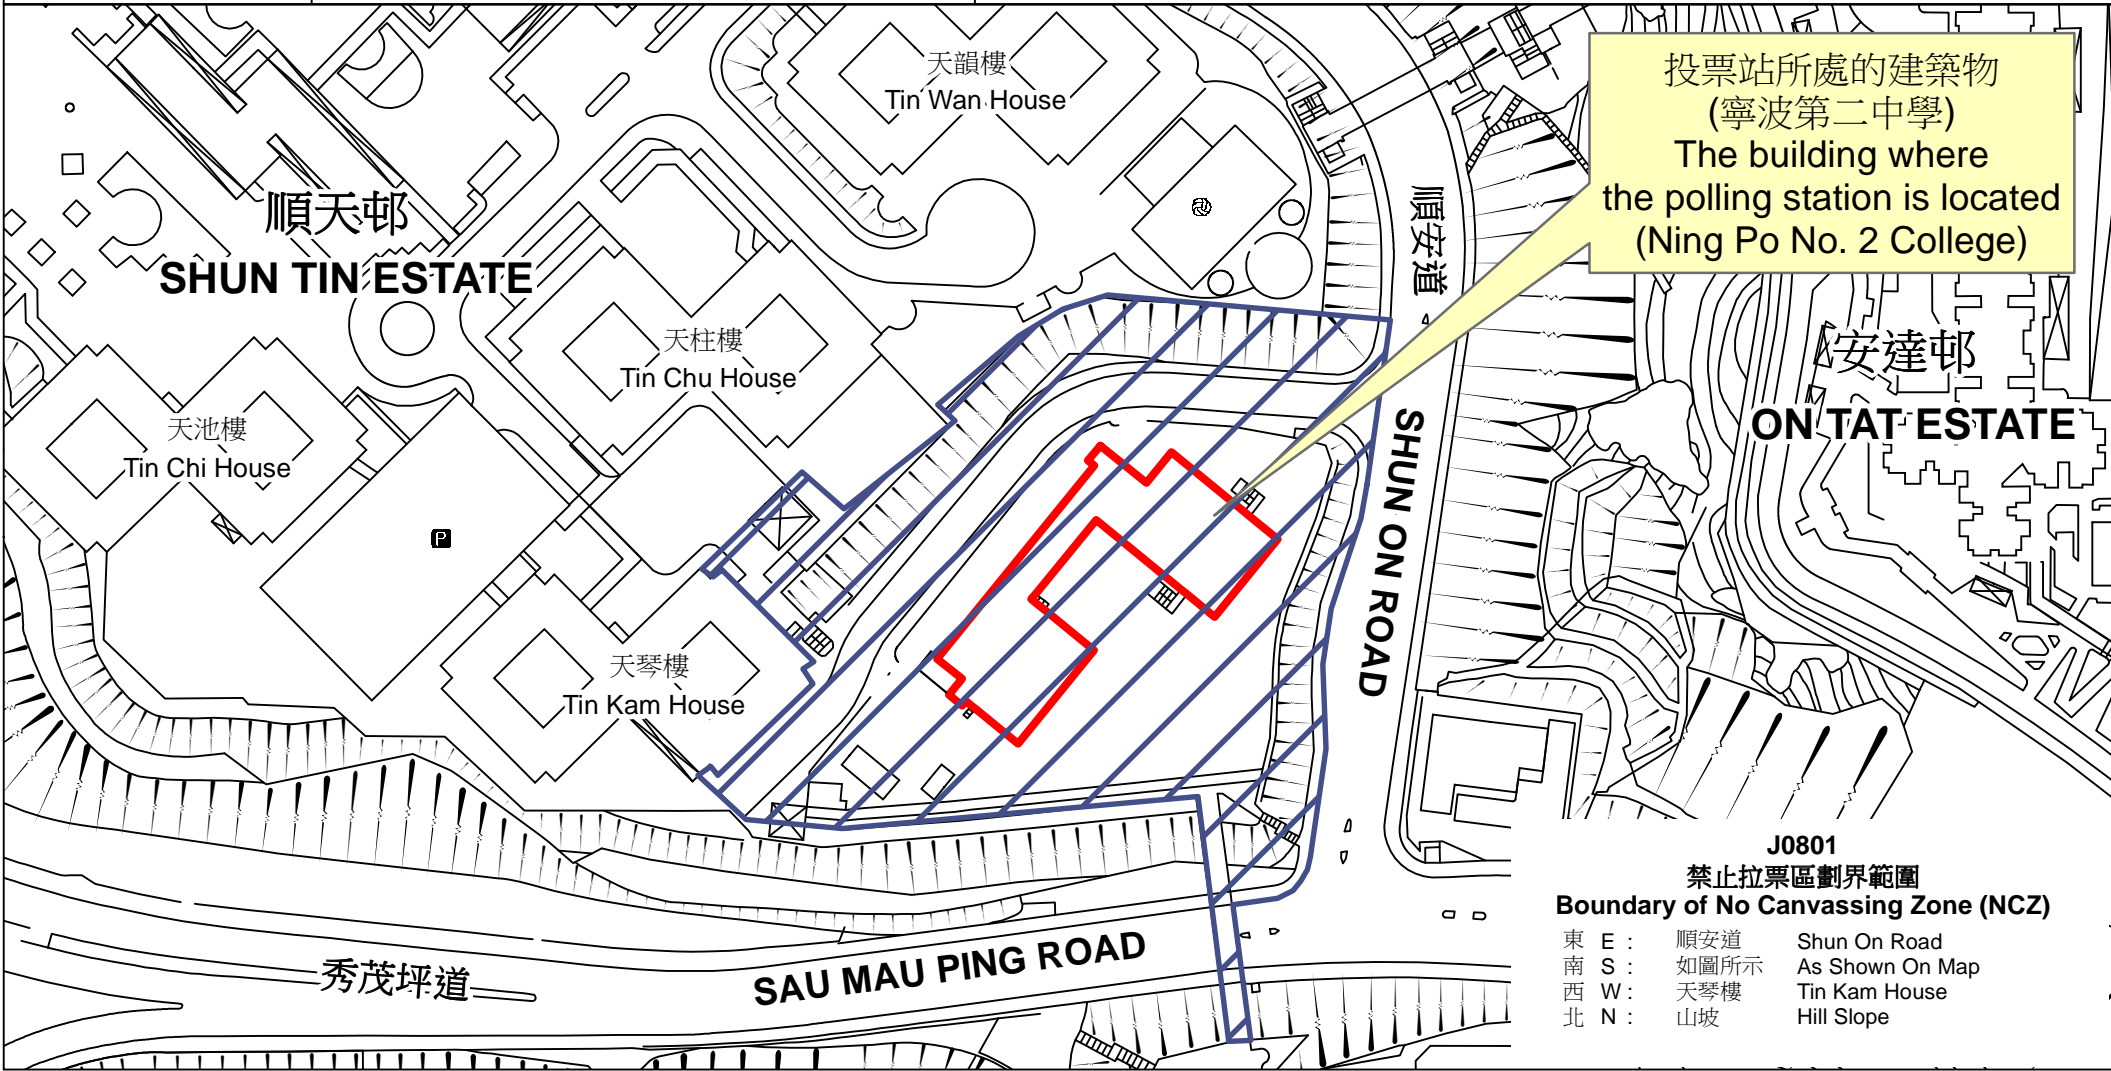 天韻樓
Tin Wan House
投票站所處的建築物
(寧波第二中學)
The building where
the polling station is located
(Ning Po No. 2 College)
順天邨
SHUN TIN ESTATE
順安道
天柱樓
Tin Chu House
安達邨
ON TAT ESTATE
天池樓
Tin Chi House
SHUN ON ROAD
P
天琴樓
Tin Kam House
秀茂坪道
SAU MAU PING ROAD
J0801
禁止拉票區劃界範圍
Boundary of No Canvassing Zone (NCZ)
東 E : 順安道 Shun On Road
南 S : 如圖所示 As Shown On Map
西 W : 天琴樓 Tin Kam House
北 N : 山坡 Hill Slope